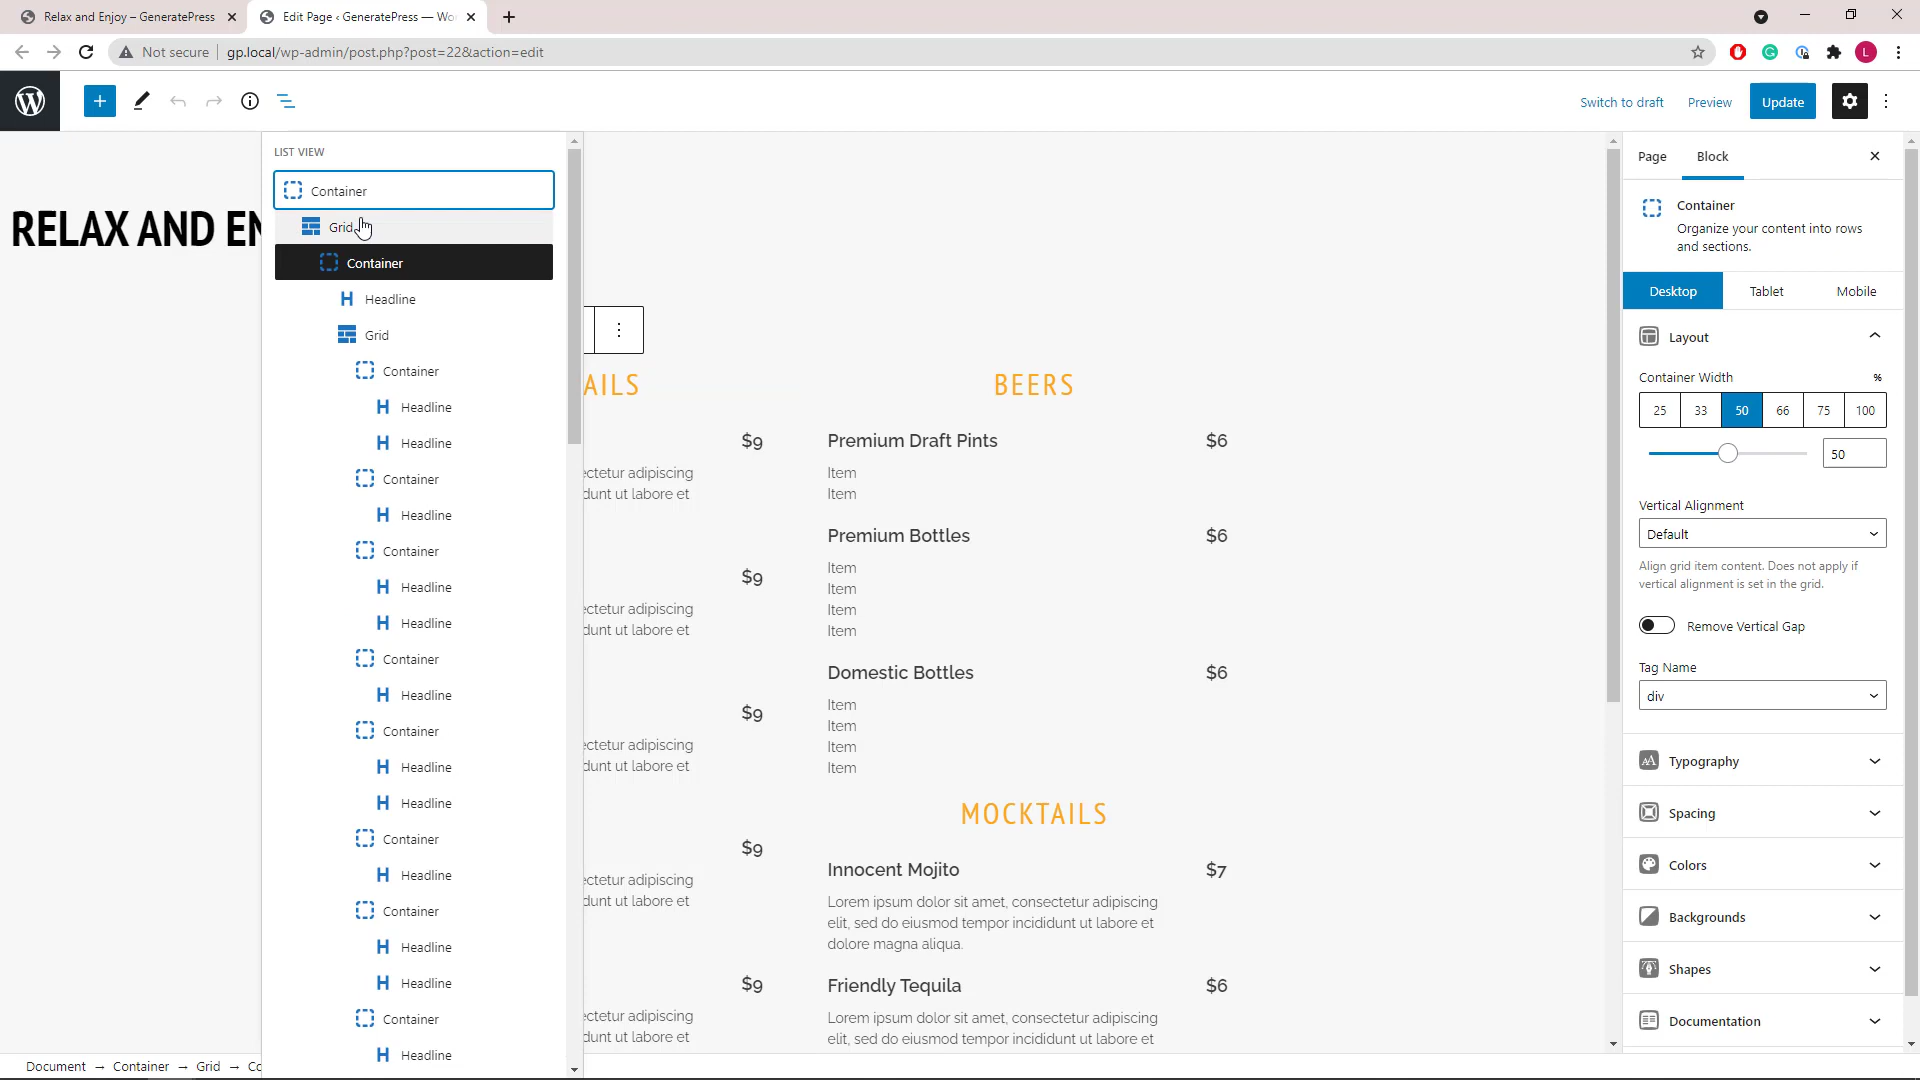 Relax and Enjoy – GeneratePress
Edit Page ‹ GeneratePress — Wo
Not secure
gp.local/wp-admin/post.php?post=22&action=edit
L
Switch to draft
Preview
Update
LIST VIEW
Container
Grid
Container
Headline
Grid
Container
Headline
Headline
Container
Headline
Container
Headline
Headline
Container
Headline
Container
Headline
Headline
Container
Headline
Container
Headline
Headline
Container
Headline
RELAX AND EN
AILS
$9
ectetur adipiscing
dunt ut labore et
$9
ectetur adipiscing
dunt ut labore et
$9
ectetur adipiscing
dunt ut labore et
$9
ectetur adipiscing
dunt ut labore et
$9
ectetur adipiscing
dunt ut labore et
BEERS
Premium Draft Pints $6
Item
Item
Premium Bottles $6
Item
Item
Item
Item
Domestic Bottles $6
Item
Item
Item
Item
MOCKTAILS
Innocent Mojito $7
Lorem ipsum dolor sit amet, consectetur adipiscing
elit, sed do eiusmod tempor incididunt ut labore et
dolore magna aliqua.
Friendly Tequila $6
Lorem ipsum dolor sit amet, consectetur adipiscing
elit, sed do eiusmod tempor incididunt ut labore et
Page Block
Container
Organize your content into rows
and sections.
Desktop Tablet Mobile
Layout
Container Width %
25 33 50 66 75 100
50
Vertical Alignment
Default
Align grid item content. Does not apply if
vertical alignment is set in the grid.
Remove Vertical Gap
Tag Name
div
Typography
Spacing
Colors
Backgrounds
Shapes
Documentation
Document → Container → Grid → Co